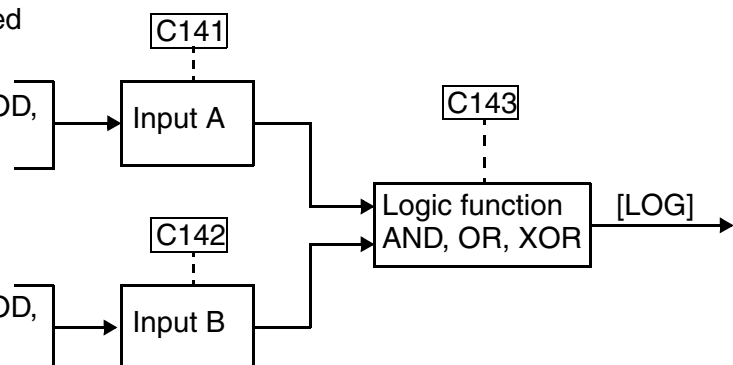 ed
C141
OD,
Input A
C143
Logic function
AND, OR, XOR
[LOG]
C142
OD,
Input B